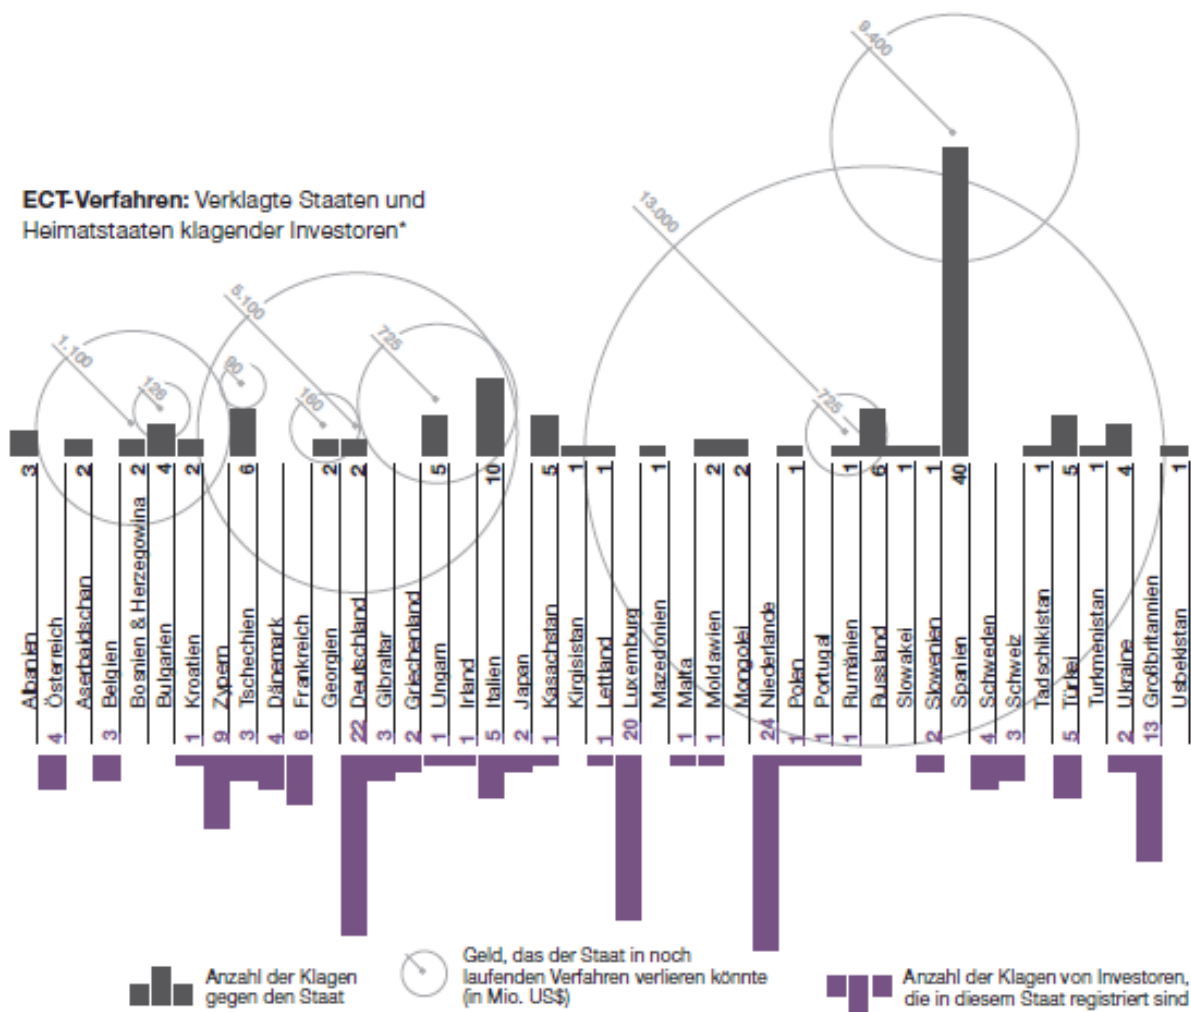 9.400
ECT-Verfahren: Verklagte Staaten und
Heimatstaaten klagender Investoren*
13.000
5.100
1.100
725
90
160
725
3
2
2
4
2
6
2
2
5
10
5
1
1
1
2
2
1
1
6
1
1
40
1
5
1
4
1
Albanien
Österreich
Aserbaidschan
Belgien
Bosnien & Herzegowina
Bulgarien
Kroatien
Zypern
Tschechien
Dänemark
Frankreich
Georgien
Deutschland
Gibraltar
Griechenland
Ungarn
Irland
Italien
Japan
Kasachstan
Kirgisistan
Lettland
Luxemburg
Mazedonien
Malta
Moldawien
Mongolei
Niederlande
Polen
Portugal
Rumänien
Russland
Slowakei
Slowenien
Spanien
Schweden
Schweiz
Tadschikistan
Türkei
Turkmenistan
Ukraine
Großbritannien
Usbekistan
4
3
1
9
3
4
6
22
3
2
1
1
5
2
1
1
20
1
1
24
1
1
1
2
4
3
5
2
13
Anzahl der Klagen
gegen den Staat
Geld, das der Staat in noch
laufenden Verfahren verlieren könnte
(in Mio. US$)
Anzahl der Klagen von Investoren,
die in diesem Staat registriert sind